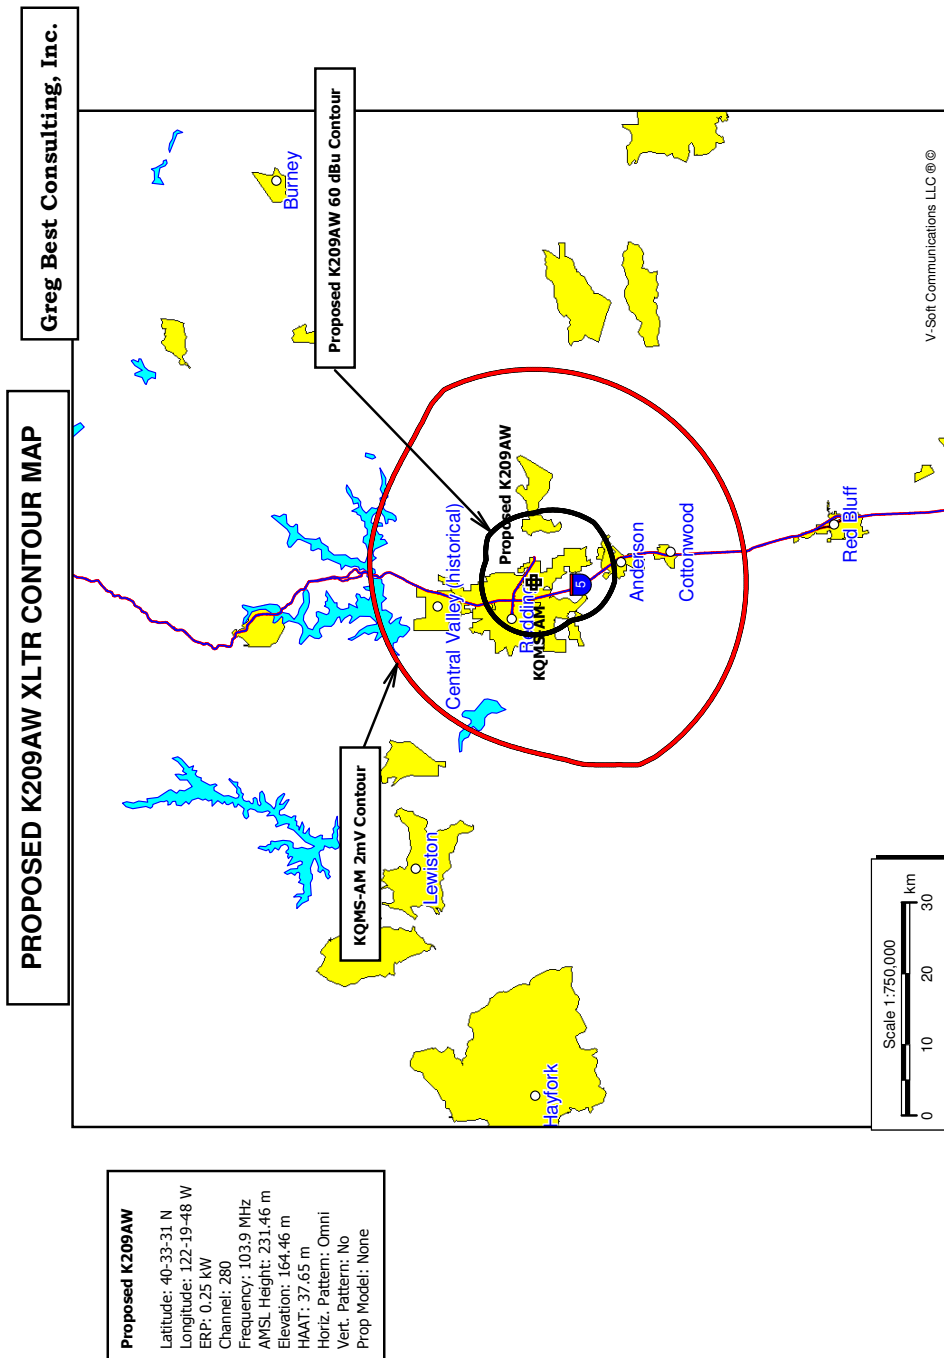 Greg Best Consulting, Inc.
PROPOSED K209AW XLTR CONTOUR MAP
Proposed K209AW
Latitude: 40-33-31 N
Longitude: 122-19-48 W
ERP: 0.25 kW
Channel: 280
Frequency: 103.9 MHz
AMSL Height: 231.46 m
Elevation: 164.46 m
HAAT: 37.65 m
Horiz. Pattern: Omni
Vert. Pattern: No
Prop Model: None
Proposed K209AW 60 dBu Contour
KQMS-AM 2mV Contour
Burney
Lewiston
Hayfork
Central Valley (historical)
Proposed K209AW
Redding
KQMS-AM
5
Anderson
Cottonwood
Red Bluff
Scale 1:750,000
0 10 20 30
km
V-Soft Communications LLC ® ©